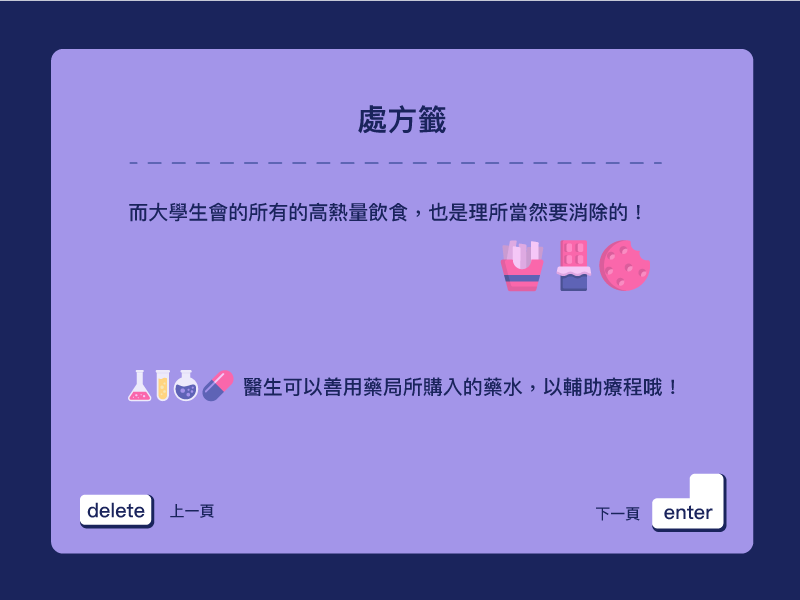 處方籤
而大學生會的所有的高熱量飲食，也是理所當然要消除的！
醫生可以善用藥局所購入的藥水，以輔助療程哦！
delete 上一頁
下一頁 enter